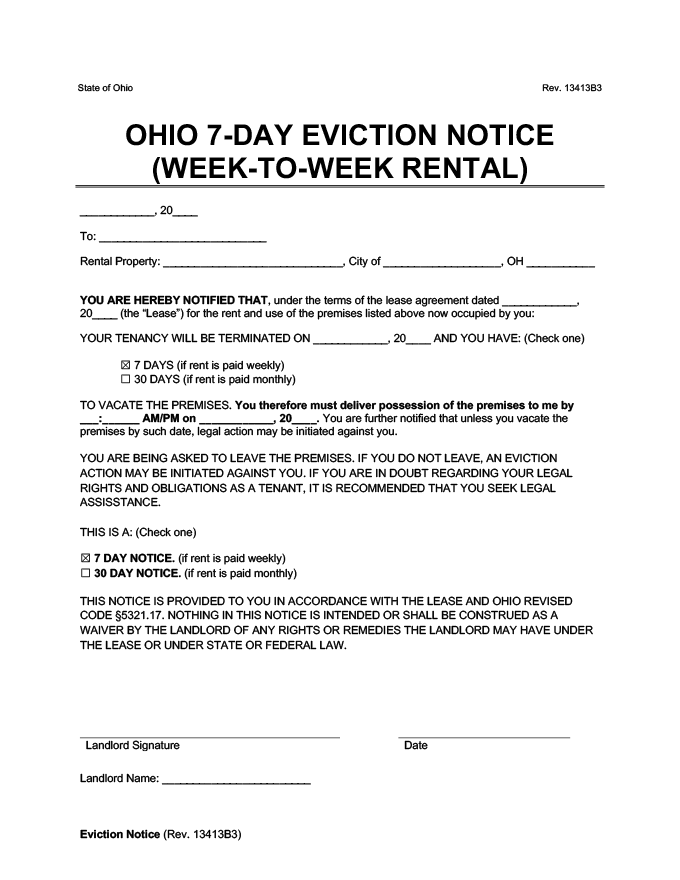 State of Ohio Rev. 13413B3
OHIO 7-DAY EVICTION NOTICE
(WEEK-TO-WEEK RENTAL)
____________, 20____
To: ___________________________
Rental Property: _____________________________, City of ___________________, OH ___________
YOU ARE HEREBY NOTIFIED THAT, under the terms of the lease agreement dated ____________,
20____ (the “Lease”) for the rent and use of the premises listed above now occupied by you:
YOUR TENANCY WILL BE TERMINATED ON ____________, 20____ AND YOU HAVE: (Check one)
☒ 7 DAYS (if rent is paid weekly)
☐ 30 DAYS (if rent is paid monthly)
TO VACATE THE PREMISES. You therefore must deliver possession of the premises to me by
___:______ AM/PM on ____________, 20____. You are further notified that unless you vacate the
premises by such date, legal action may be initiated against you.
YOU ARE BEING ASKED TO LEAVE THE PREMISES. IF YOU DO NOT LEAVE, AN EVICTION
ACTION MAY BE INITIATED AGAINST YOU. IF YOU ARE IN DOUBT REGARDING YOUR LEGAL
RIGHTS AND OBLIGATIONS AS A TENANT, IT IS RECOMMENDED THAT YOU SEEK LEGAL
ASSISSTANCE.
THIS IS A: (Check one)
☒ 7 DAY NOTICE. (if rent is paid weekly)
☐ 30 DAY NOTICE. (if rent is paid monthly)
THIS NOTICE IS PROVIDED TO YOU IN ACCORDANCE WITH THE LEASE AND OHIO REVISED
CODE §5321.17. NOTHING IN THIS NOTICE IS INTENDED OR SHALL BE CONSTRUED AS A
WAIVER BY THE LANDLORD OF ANY RIGHTS OR REMEDIES THE LANDLORD MAY HAVE UNDER
THE LEASE OR UNDER STATE OR FEDERAL LAW.
Landlord Signature Date
Landlord Name: ________________________
Eviction Notice (Rev. 13413B3)